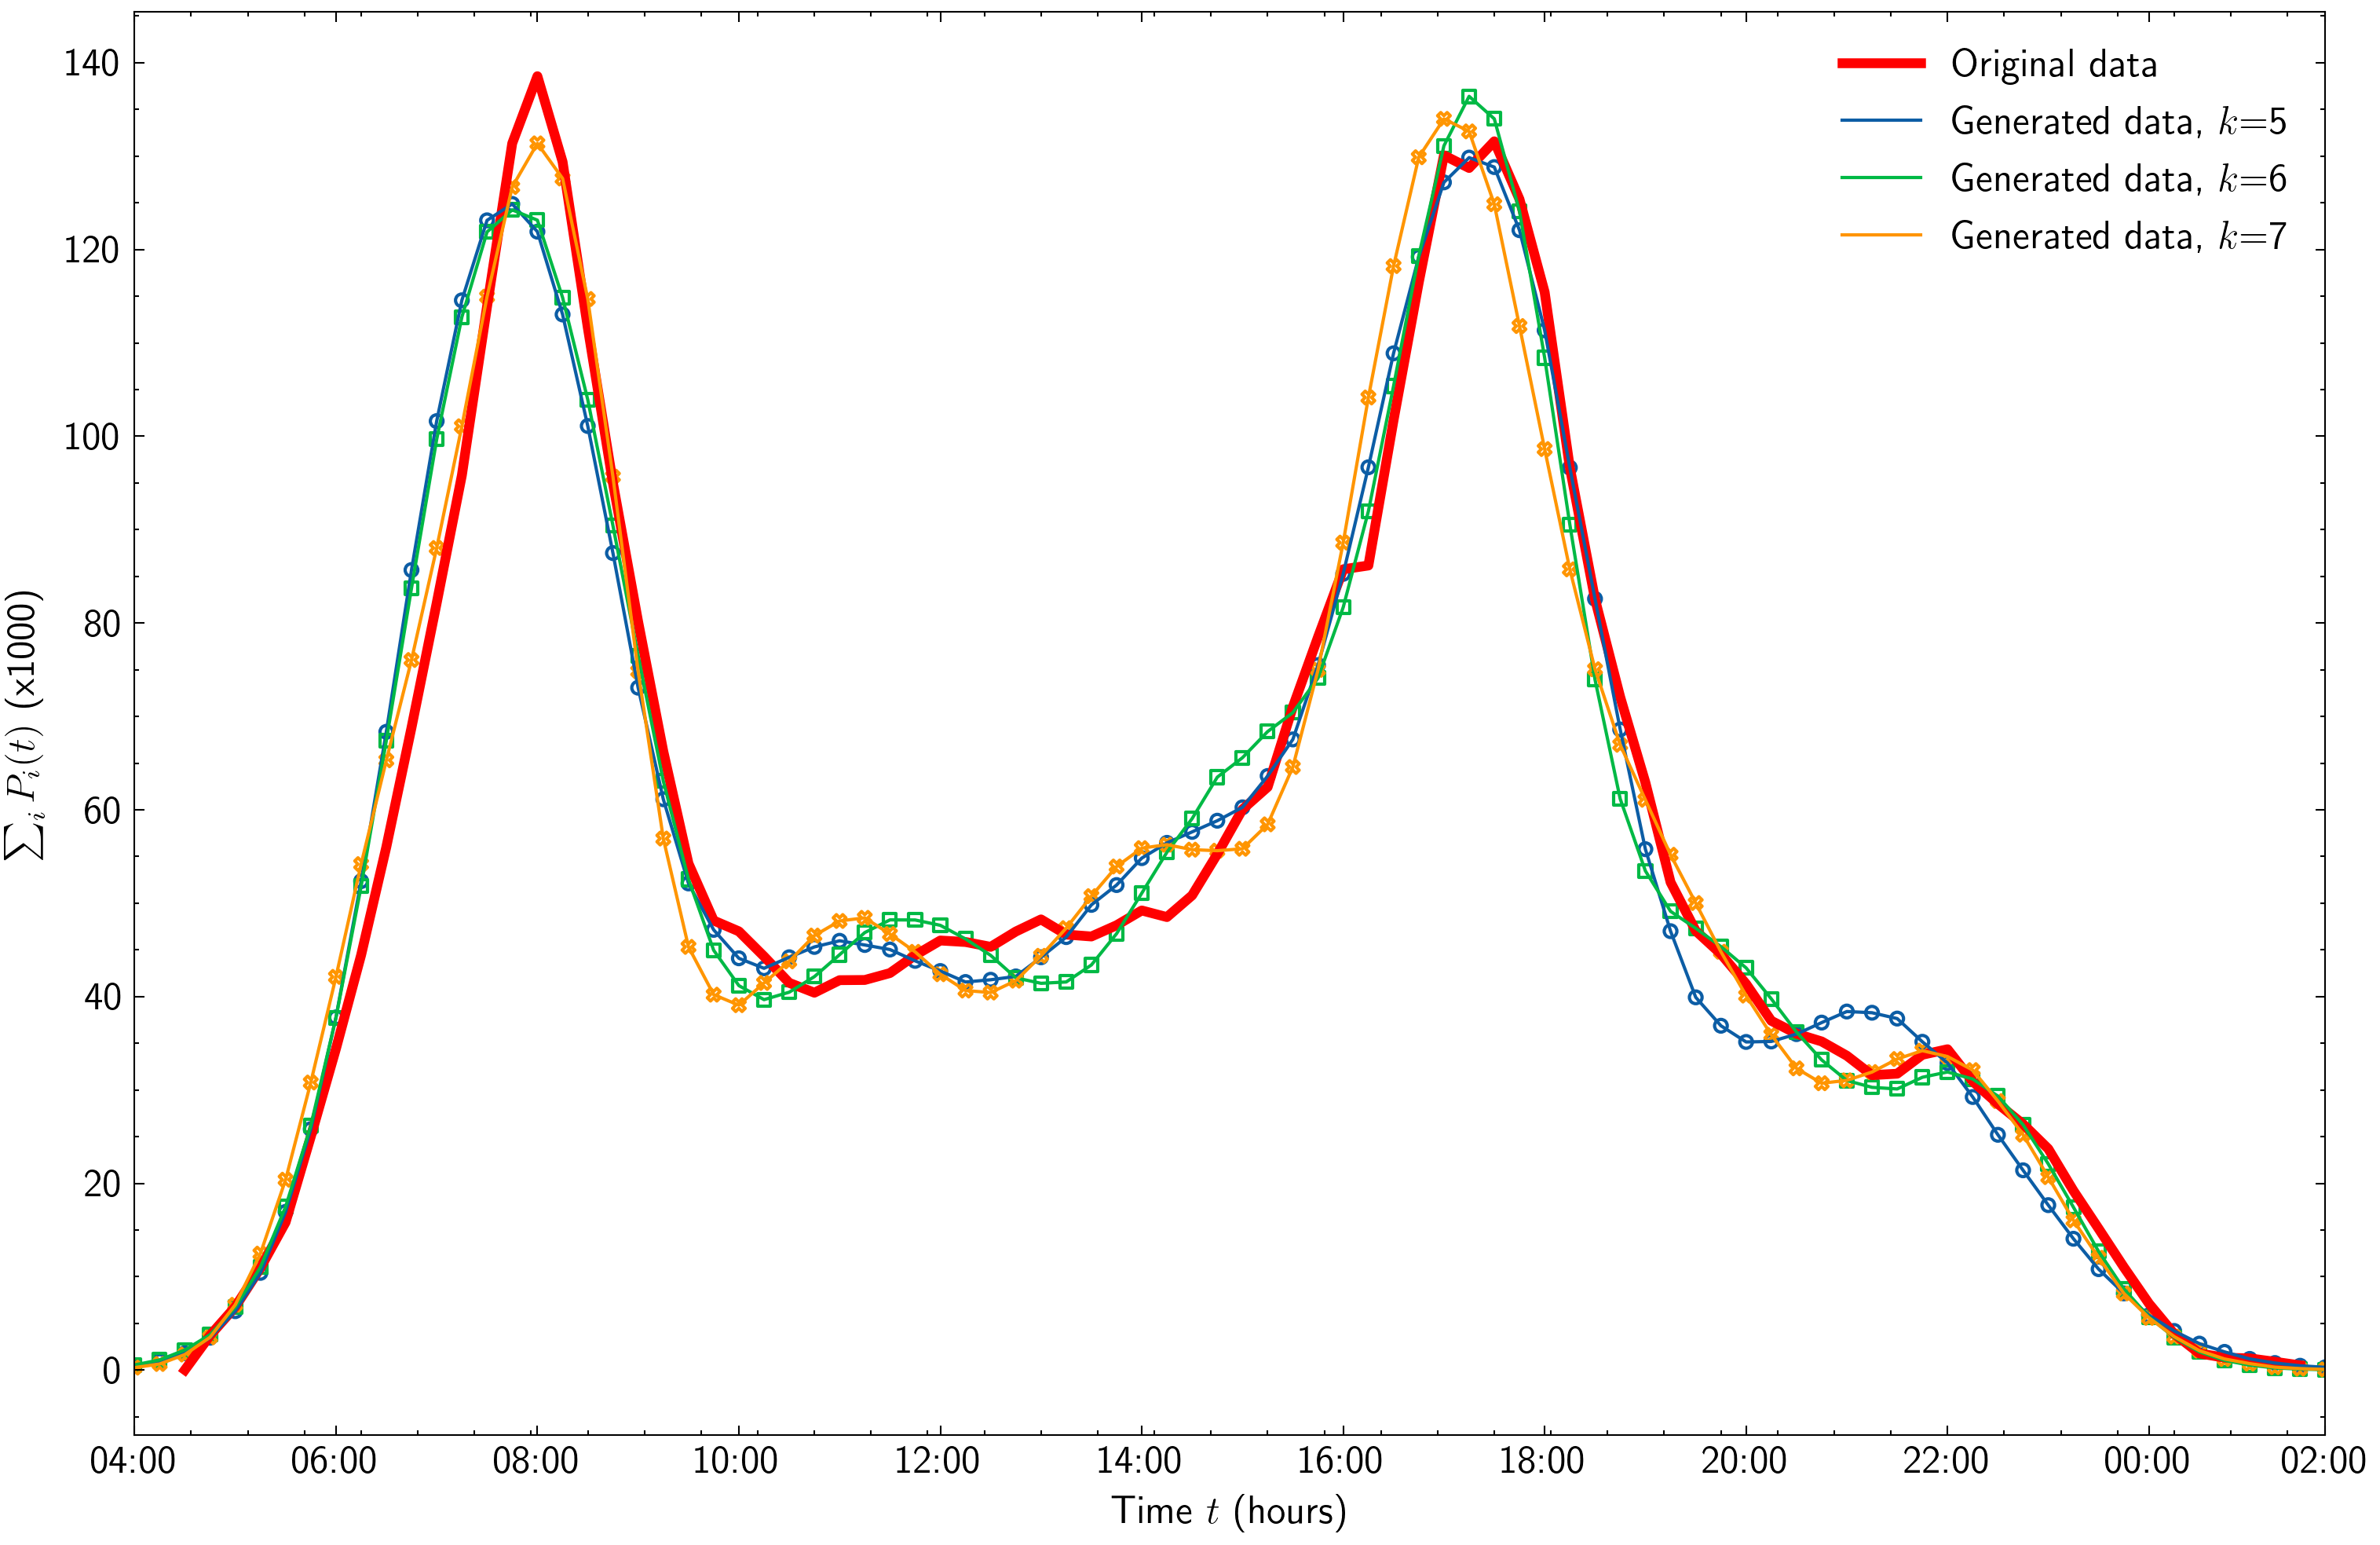 140
120
100
80
60
40
20
0
∑ᵢ Pᵢ(t) (x1000)
Original data
Generated data, k=5
Generated data, k=6
Generated data, k=7
04:00 06:00 08:00 10:00 12:00 14:00 16:00 18:00 20:00 22:00 00:00 02:00
Time t (hours)